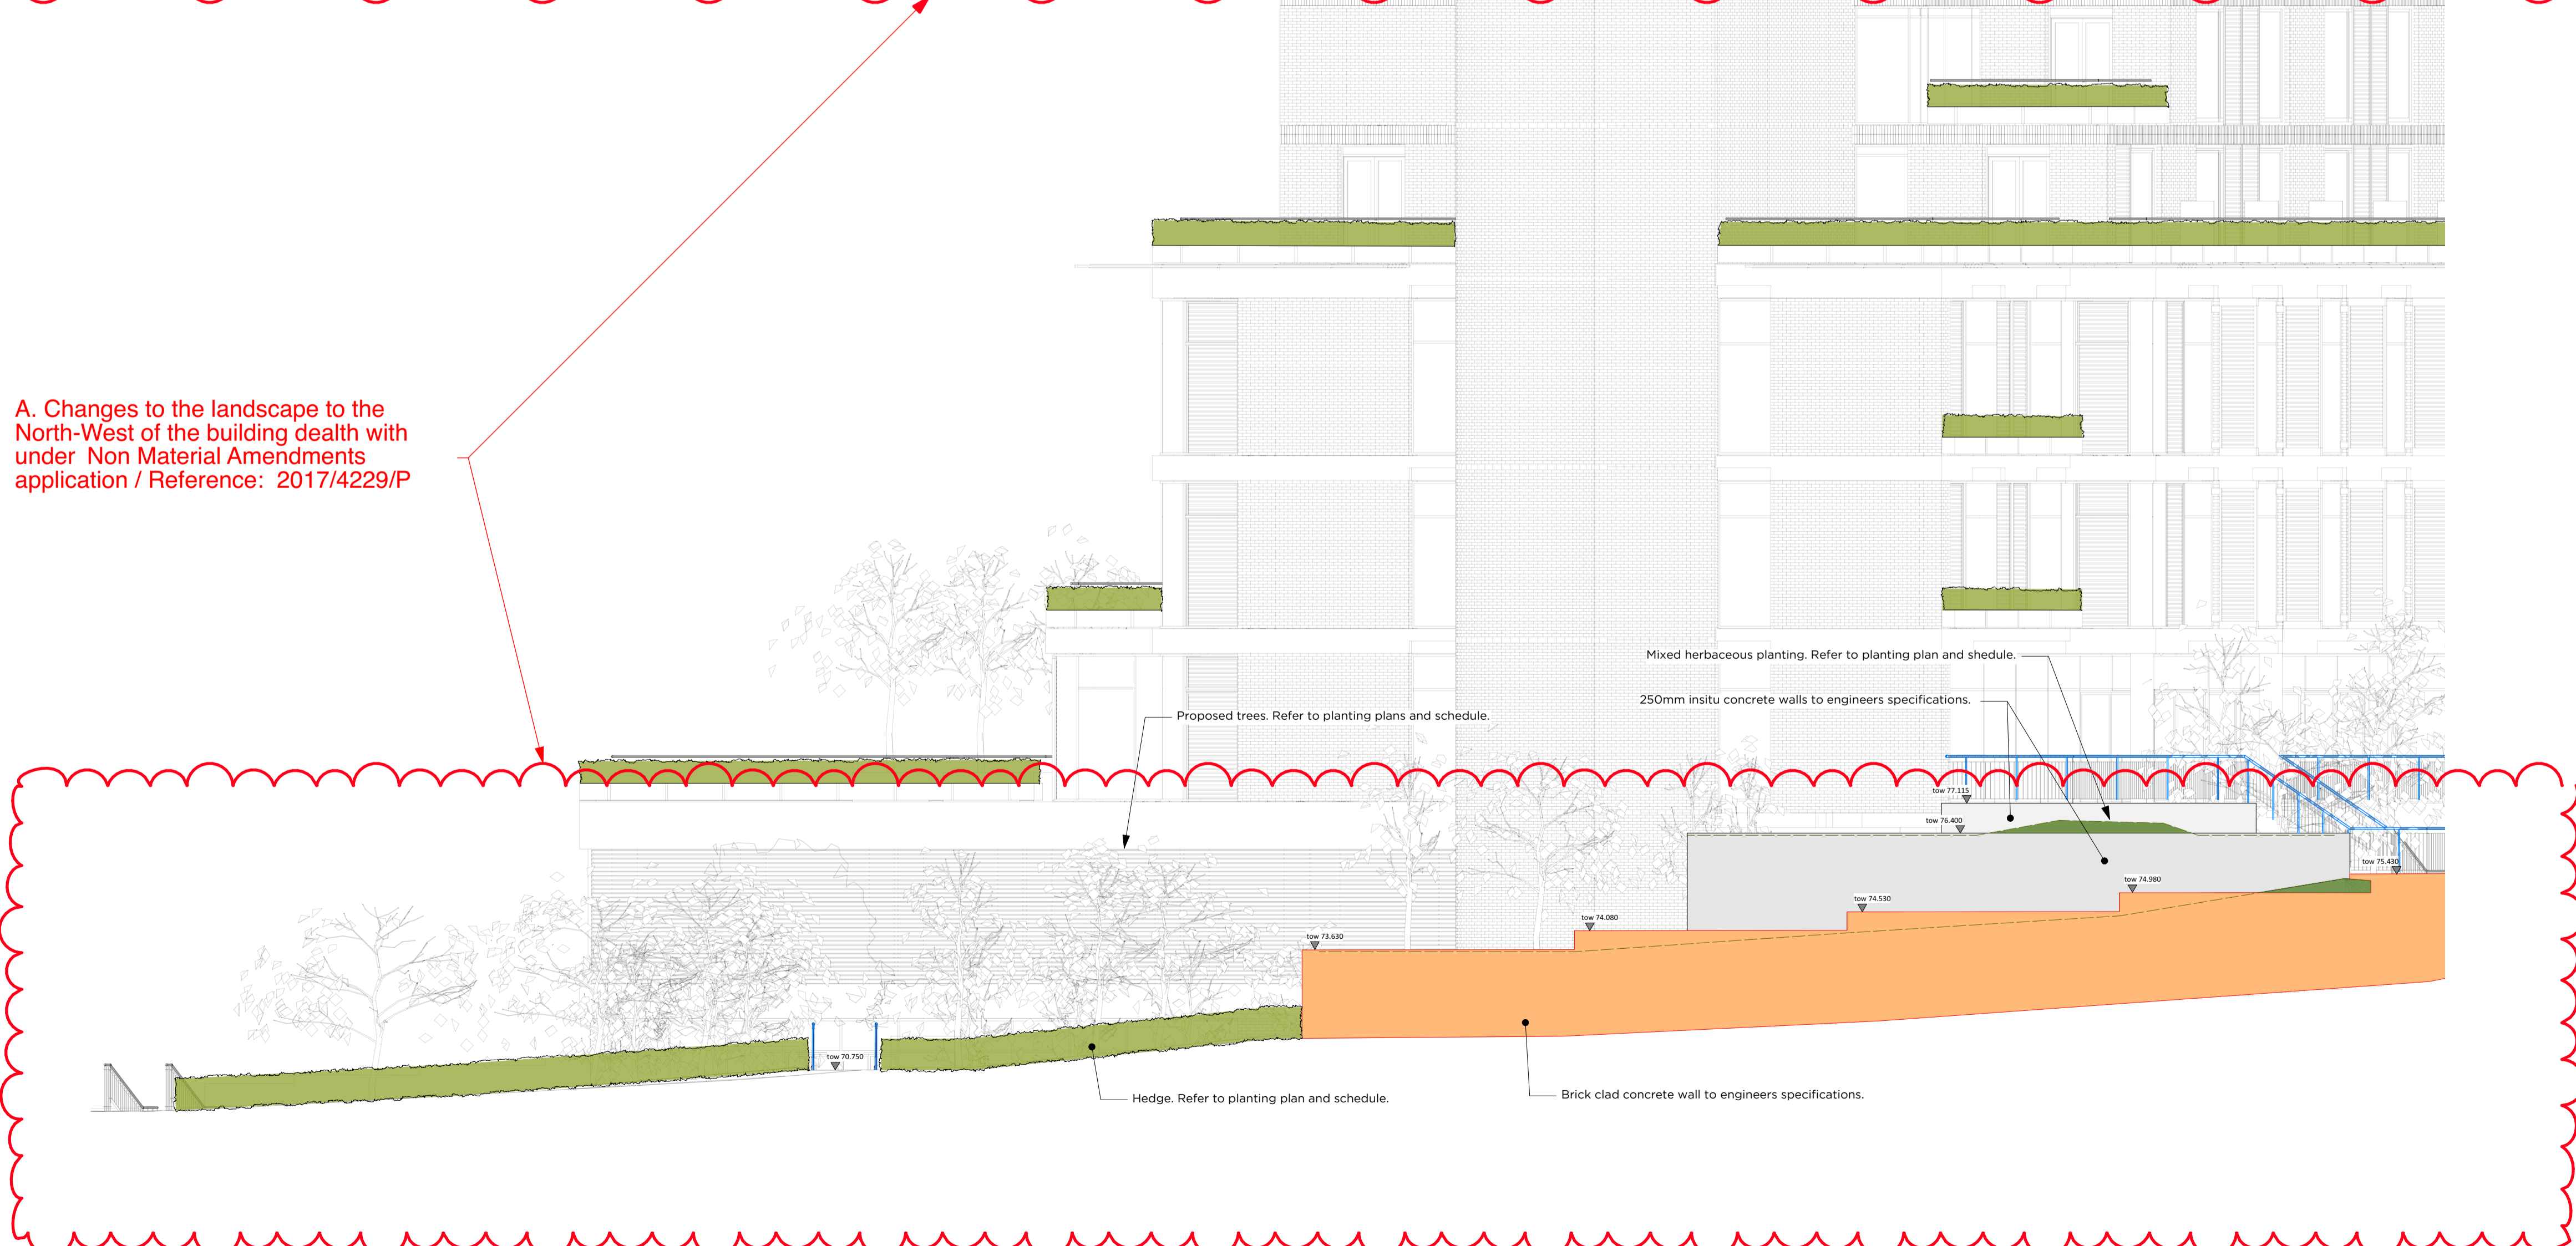 A. Changes to the landscape to the
North-West of the building dealth with
under  Non Material Amendments
application / Reference:  2017/4229/P
Mixed herbaceous planting. Refer to planting plan and shedule.
250mm insitu concrete walls to engineers specifications.
Proposed trees. Refer to planting plans and schedule.
tow 77.115
tow 76.400
tow 75.430
tow 74.980
tow 74.530
tow 74.080
tow 73.630
tow 70.750
Hedge. Refer to planting plan and schedule.
Brick clad concrete wall to engineers specifications.